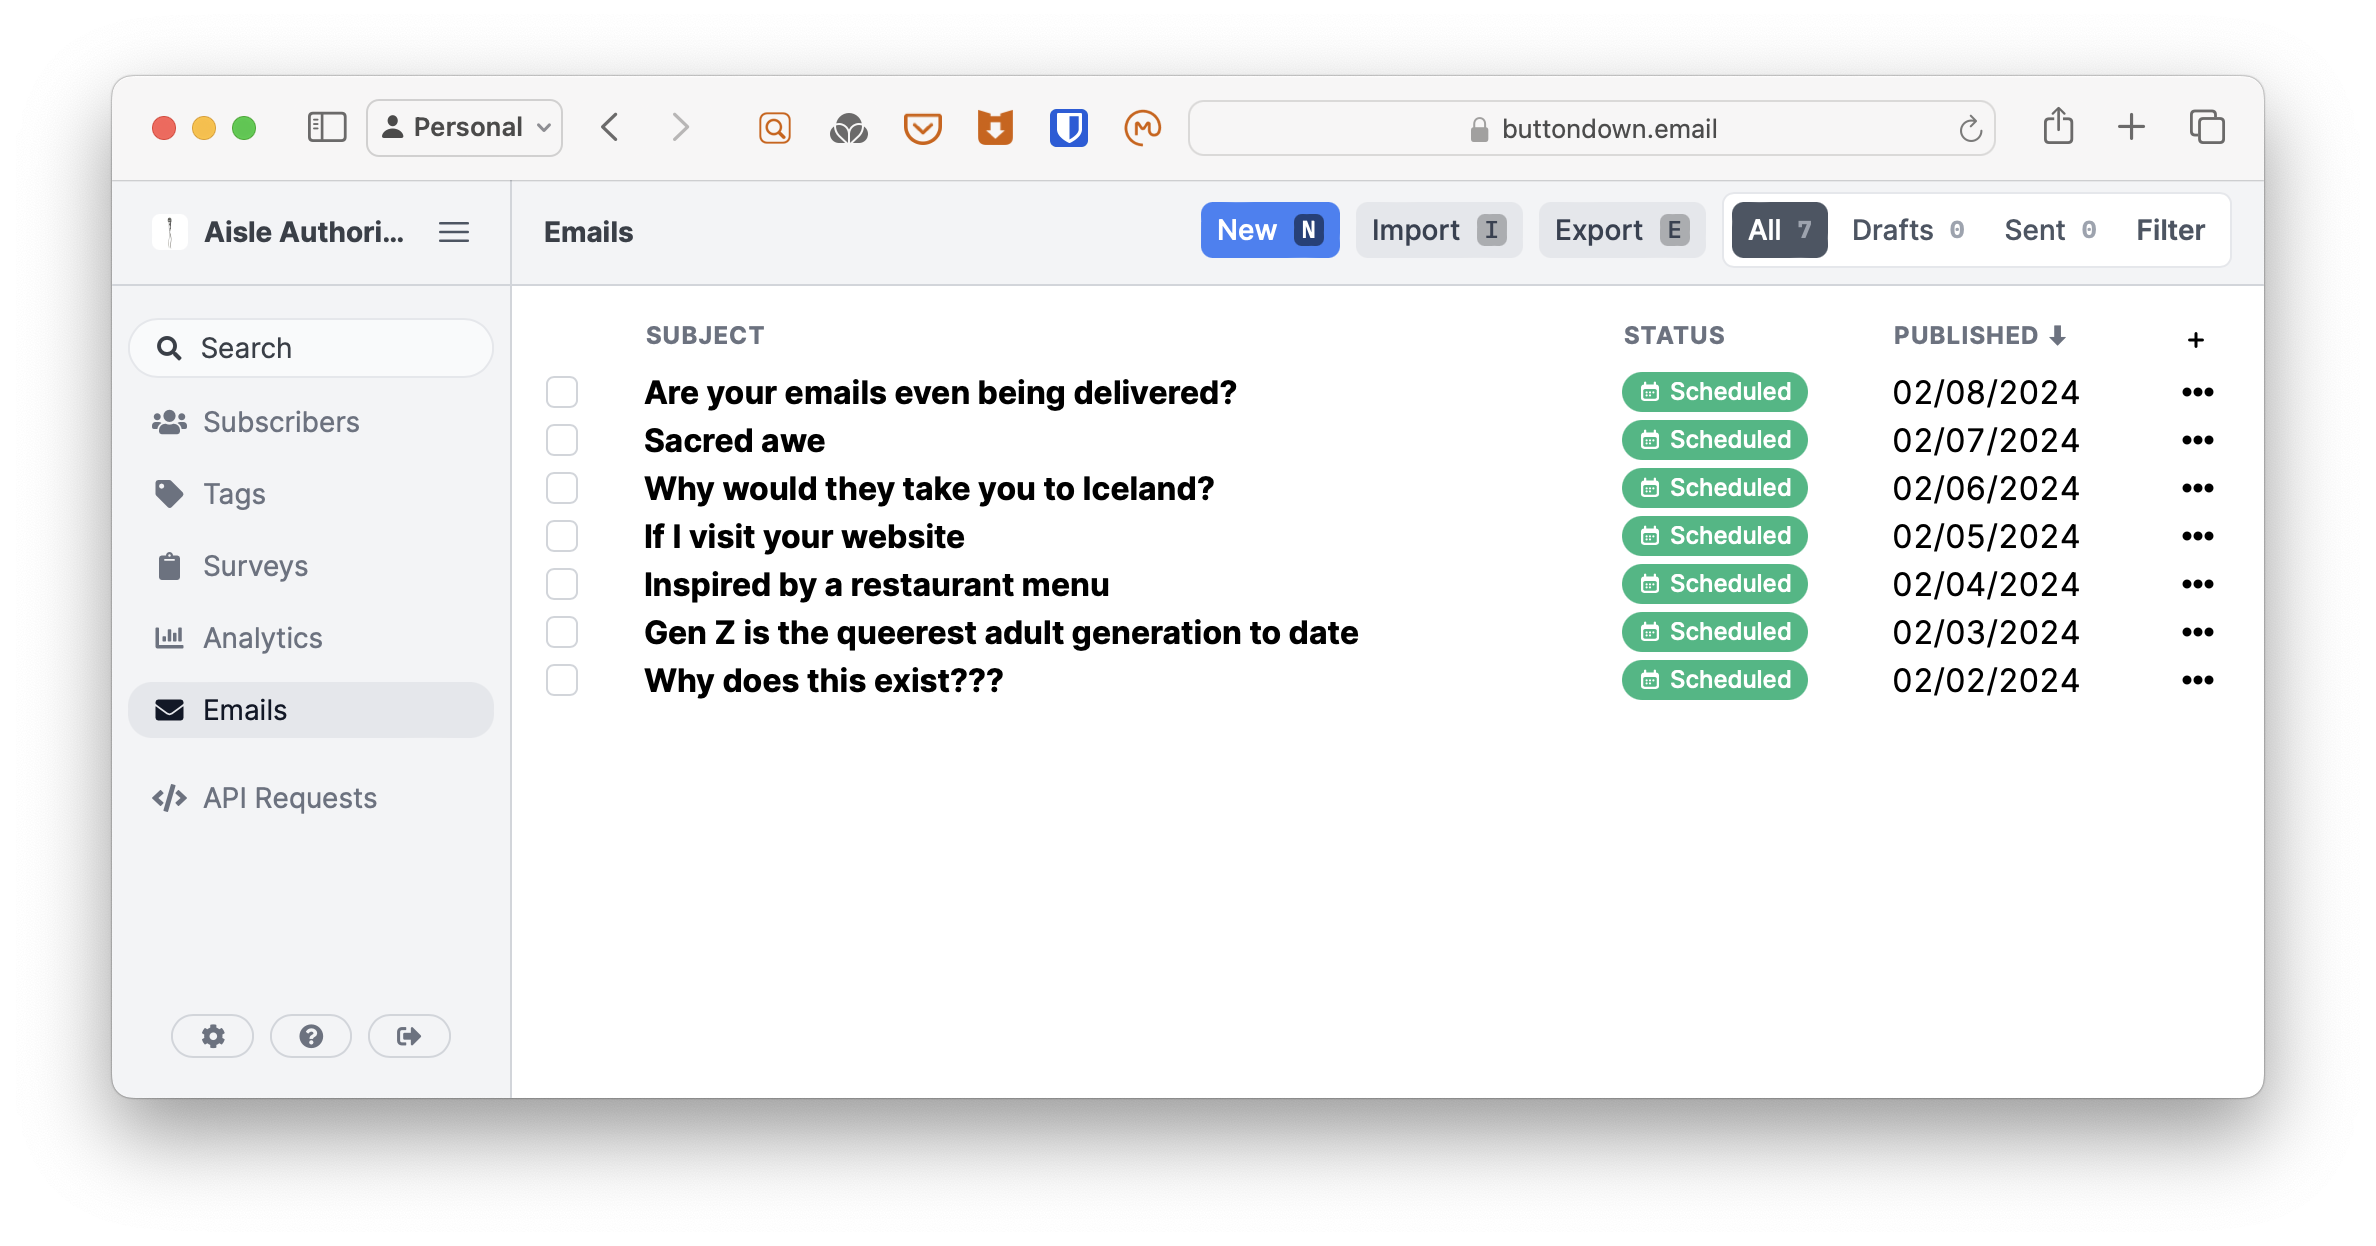 Personal
buttondown.email
Aisle Authori...
Emails
New N
Import I
Export E
All 7
Drafts 0
Sent 0
Filter
Search
Subscribers
Tags
Surveys
Analytics
Emails
API Requests
SUBJECT STATUS PUBLISHED
Are your emails even being delivered? Scheduled 02/08/2024
Sacred awe Scheduled 02/07/2024
Why would they take you to Iceland? Scheduled 02/06/2024
If I visit your website Scheduled 02/05/2024
Inspired by a restaurant menu Scheduled 02/04/2024
Gen Z is the queerest adult generation to date Scheduled 02/03/2024
Why does this exist??? Scheduled 02/02/2024